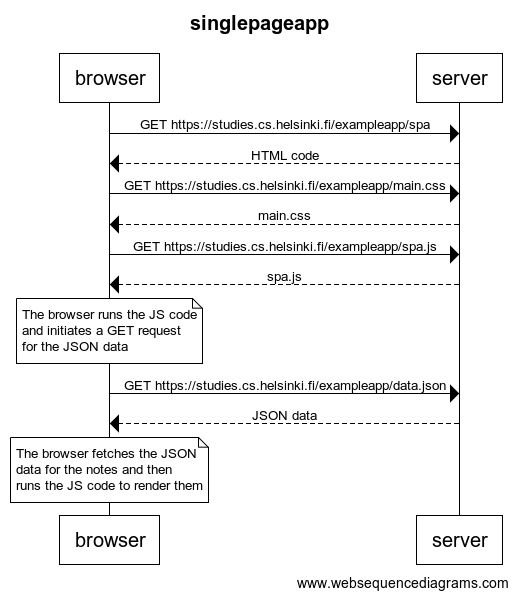 singlepageapp
browser
server
GET https://studies.cs.helsinki.fi/exampleapp/spa
HTML code
GET https://studies.cs.helsinki.fi/exampleapp/main.css
main.css
GET https://studies.cs.helsinki.fi/exampleapp/spa.js
spa.js
The browser runs the JS code
and initiates a GET request
for the JSON data
GET https://studies.cs.helsinki.fi/exampleapp/data.json
JSON data
The browser fetches the JSON
data for the notes and then
runs the JS code to render them
browser
server
www.websequencediagrams.com